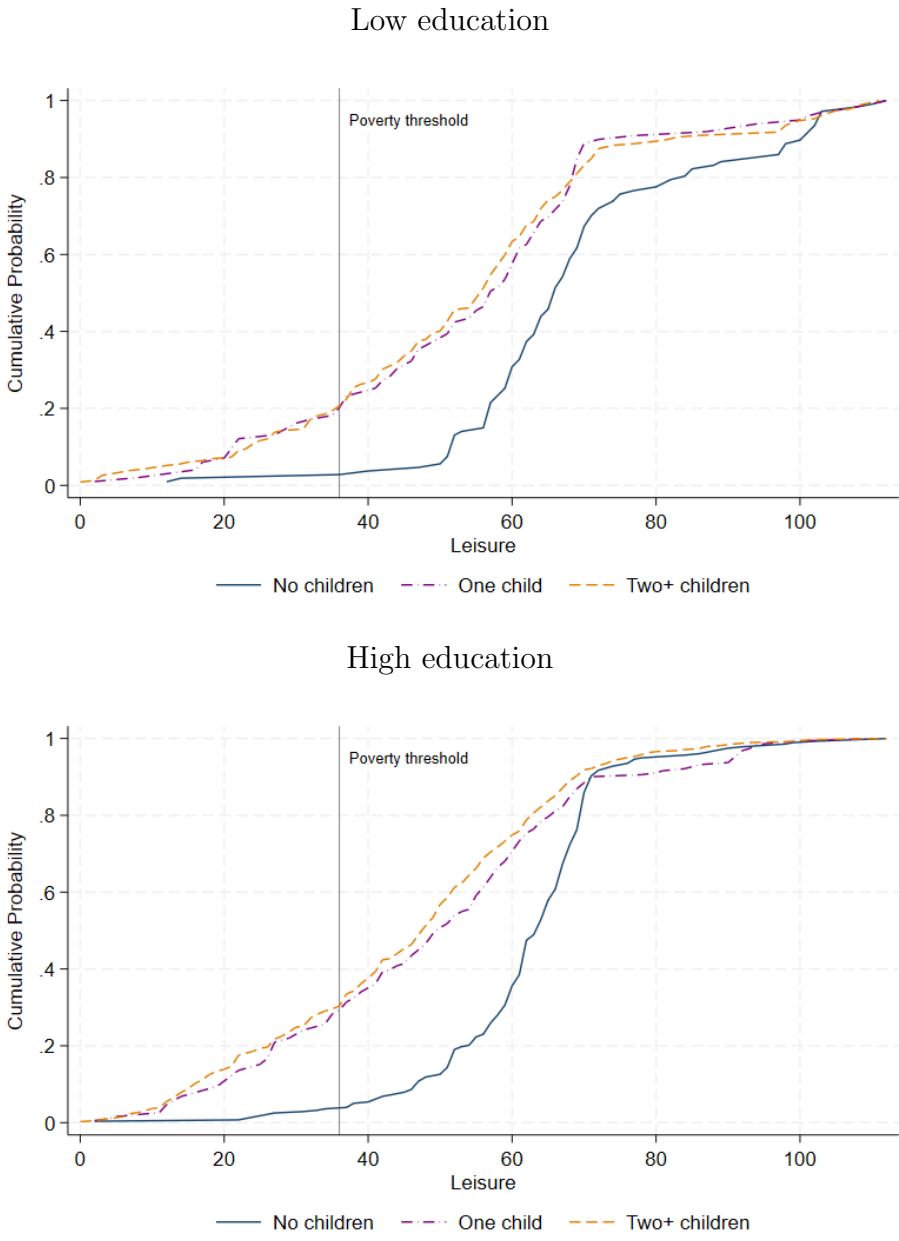 Low education
Poverty threshold
Cumulative Probability
1
.8
.6
.4
.2
0
0 20 40 60 80 100
Leisure
No children One child Two+ children
High education
Poverty threshold
Cumulative Probability
1
.8
.6
.4
.2
0
0 20 40 60 80 100
Leisure
No children One child Two+ children